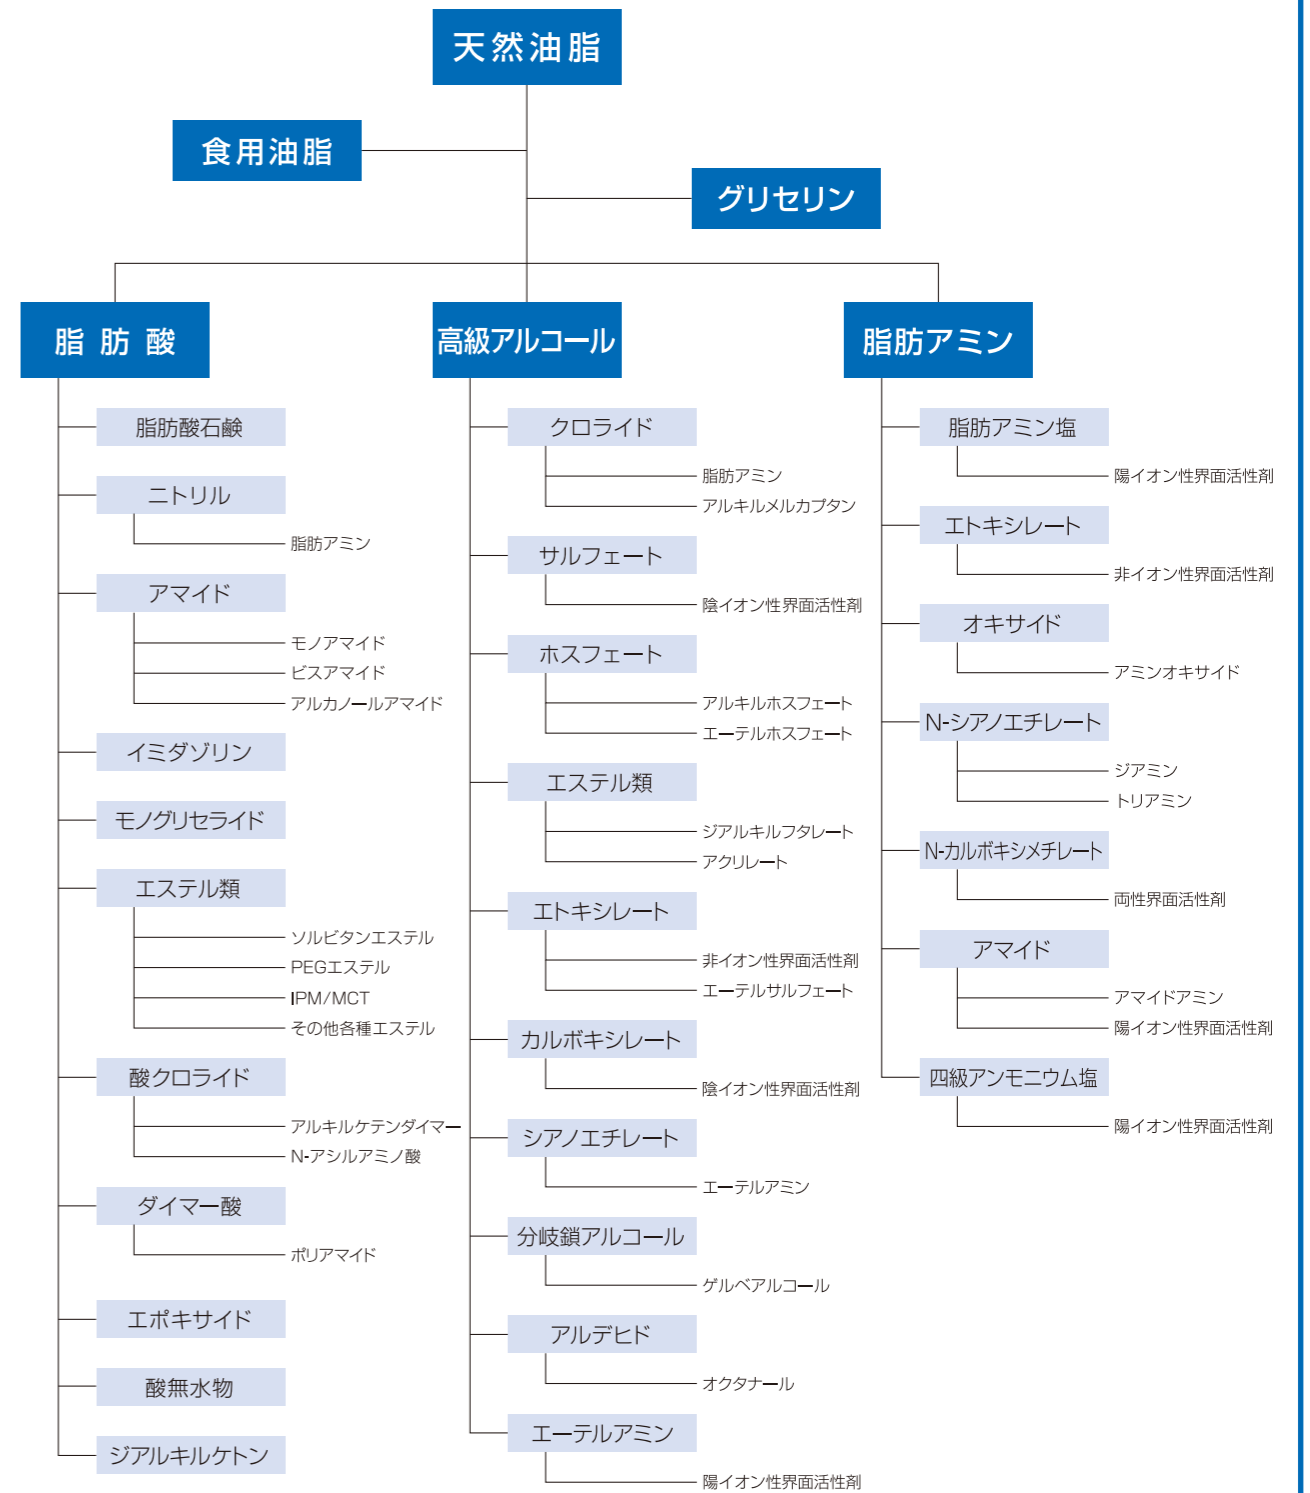 天然油脂
食用油脂
グリセリン
脂肪酸
脂肪酸石鹸
ニトリル
脂肪アミン
アマイド
モノアマイド
ビスアマイド
アルカノールアマイド
イミダゾリン
モノグリセライド
エステル類
ソルビタンエステル
PEGエステル
IPM/MCT
その他各種エステル
酸クロライド
アルキルケテンダイマー
N-アシルアミノ酸
ダイマー酸
ポリアマイド
エポキサイド
酸無水物
ジアルキルケトン
高級アルコール
クロライド
脂肪アミン
アルキルメルカプタン
サルフェート
陰イオン性界面活性剤
ホスフェート
アルキルホスフェート
エーテルホスフェート
エステル類
ジアルキルフタレート
アクリレート
エトキシレート
非イオン性界面活性剤
エーテルサルフェート
カルボキシレート
陰イオン性界面活性剤
シアノエチレート
エーテルアミン
分岐鎖アルコール
ゲルベアルコール
アルデヒド
オクタナール
エーテルアミン
陽イオン性界面活性剤
脂肪アミン
脂肪アミン塩
陽イオン性界面活性剤
エトキシレート
非イオン性界面活性剤
オキサイド
アミンオキサイド
N-シアノエチレート
ジアミン
トリアミン
N-カルボキシメチレート
両性界面活性剤
アマイド
アマイドアミン
陽イオン性界面活性剤
四級アンモニウム塩
陽イオン性界面活性剤